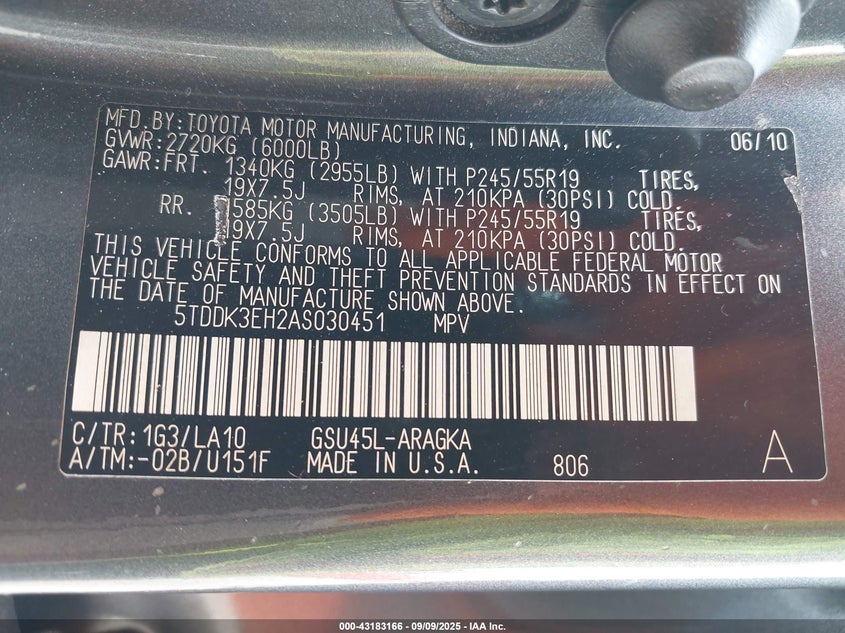 MFD.BY:TOYOTA MOTOR MANUFACTURING, INDIANA, INC. 06/10
GVWR:2720KG (6000LB)
GAWR:FRT. 1340KG (2955LB) WITH P245/55R19 TIRES,
19X7.5J RIMS, AT 210KPA (30PSI) COLD.
RR. 1585KG (3505LB) WITH P245/55R19 TIRES,
19X7.5J RIMS, AT 210KPA (30PSI) COLD.
THIS VEHICLE CONFORMS TO ALL APPLICABLE FEDERAL MOTOR
VEHICLE SAFETY AND THEFT PREVENTION STANDARDS IN EFFECT ON
THE DATE OF MANUFACTURE SHOWN ABOVE.
5TDDK3EH2AS030451 MPV
C/TR:1G3/LA10 GSU45L-ARAGKA
A/TM:-02B/U151F MADE IN U.S.A. 806 A
000-43183166 - 09/09/2025 - IAA Inc.